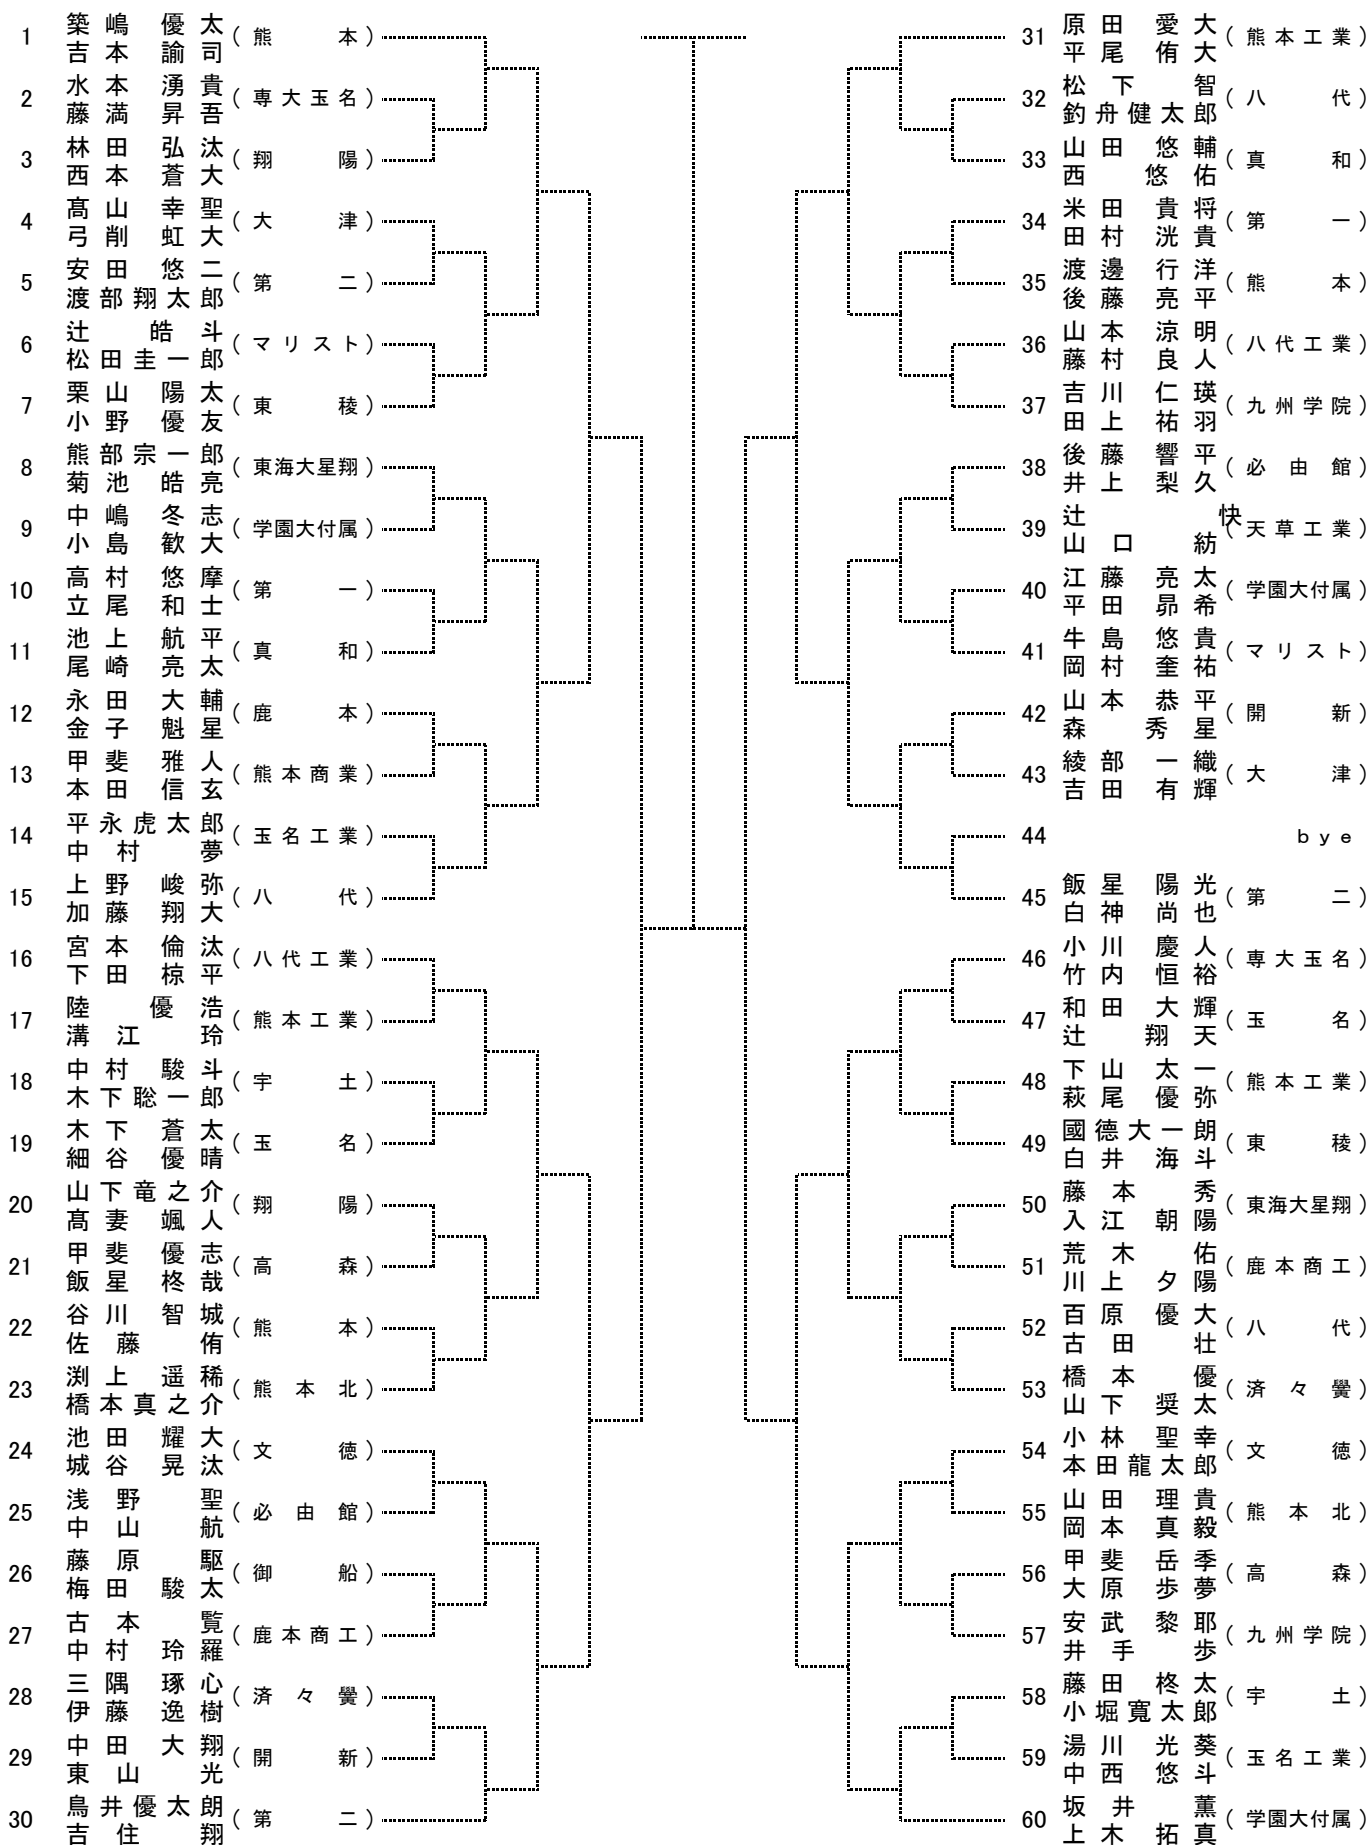 1 築嶋 優太 (熊 本)
吉本 諭司
2 水本 湧貴 (専大玉名)
藤満 昇吾
3 林田 弘汰 (翔 陽)
西本 蒼大
4 髙山 幸聖 (大 津)
弓削 虹大
5 安田 悠二 (第 二)
渡部翔太郎
6 辻 皓斗 (マリスト)
松田圭一郎
7 栗山 陽太 (東 稜)
小野 優友
8 熊部宗一郎 (東海大星翔)
菊池 皓亮
9 中嶋 冬志 (学園大付属)
小島 歓大
10 高村 悠摩 (第 一)
立尾 和士
11 池上 航平 (真 和)
尾崎 亮太
12 永田 大輔 (鹿 本)
金子 魁星
13 甲斐 雅人 (熊本商業)
本田 信玄
14 平永虎太郎 (玉名工業)
中村 夢
15 上野 峻弥 (八 代)
加藤 翔大
16 宮本 倫汰 (八代工業)
下田 椋平
17 陸 優浩 (熊本工業)
溝江 玲
18 中村 駿斗 (宇 土)
木下聡一郎
19 木下 蒼太 (玉 名)
細谷 優晴
20 山下竜之介 (翔 陽)
髙妻 颯人
21 甲斐 優志 (高 森)
飯星 柊哉
22 谷川 智城 (熊 本)
佐藤 侑
23 渕上 遥稀 (熊本北)
橋本真之介
24 池田 耀大 (文 徳)
城谷 晃汰
25 浅野 聖 (必由館)
中山 航
26 藤原 駆 (御 船)
梅田 駿太
27 古本 覧 (鹿本商工)
中村 玲羅
28 三隅 琢心 (済々黌)
伊藤 逸樹
29 中田 大翔 (開 新)
東山 光
30 鳥井優太朗 (第 二)
吉住 翔
31 原田 愛大 (熊本工業)
平尾 侑大
32 松下 智 (八 代)
釣舟健太郎
33 山田 悠輔 (真 和)
西 悠佑
34 米田 貴将 (第 一)
田村 洸貴
35 渡邊 行洋 (熊 本)
後藤 亮平
36 山本 涼明 (八代工業)
藤村 良人
37 吉川 仁瑛 (九州学院)
田上 祐羽
38 後藤 響平 (必由館)
井上 梨久
39 辻 快 (天草工業)
山口 紡
40 江藤 亮太 (学園大付属)
平田 昴希
41 牛島 悠貴 (マリスト)
岡村 奎祐
42 山本 恭平 (開 新)
森 秀星
43 綾部 一織 (大 津)
吉田 有輝
44 bye
45 飯星 陽光 (第 二)
白神 尚也
46 小川 慶人 (専大玉名)
竹内 恒裕
47 和田 大輝 (玉 名)
辻 翔天
48 下山 太一 (熊本工業)
萩尾 優弥
49 國德大一朗 (東 稜)
白井 海斗
50 藤本 秀 (東海大星翔)
入江 朝陽
51 荒木 佑 (鹿本商工)
川上 夕陽
52 百原 優大 (八 代)
古田 壮
53 橋本 優 (済々黌)
山下 奨太
54 小林 聖幸 (文 徳)
本田龍太郎
55 山田 理貴 (熊本北)
岡本 真毅
56 甲斐 岳季 (高 森)
大原 歩夢
57 安武 黎耶 (九州学院)
井手 歩
58 藤田 柊太 (宇 土)
小堀寛太郎
59 湯川 光葵 (玉名工業)
中西 悠斗
60 坂井 薫 (学園大付属)
上木 拓真